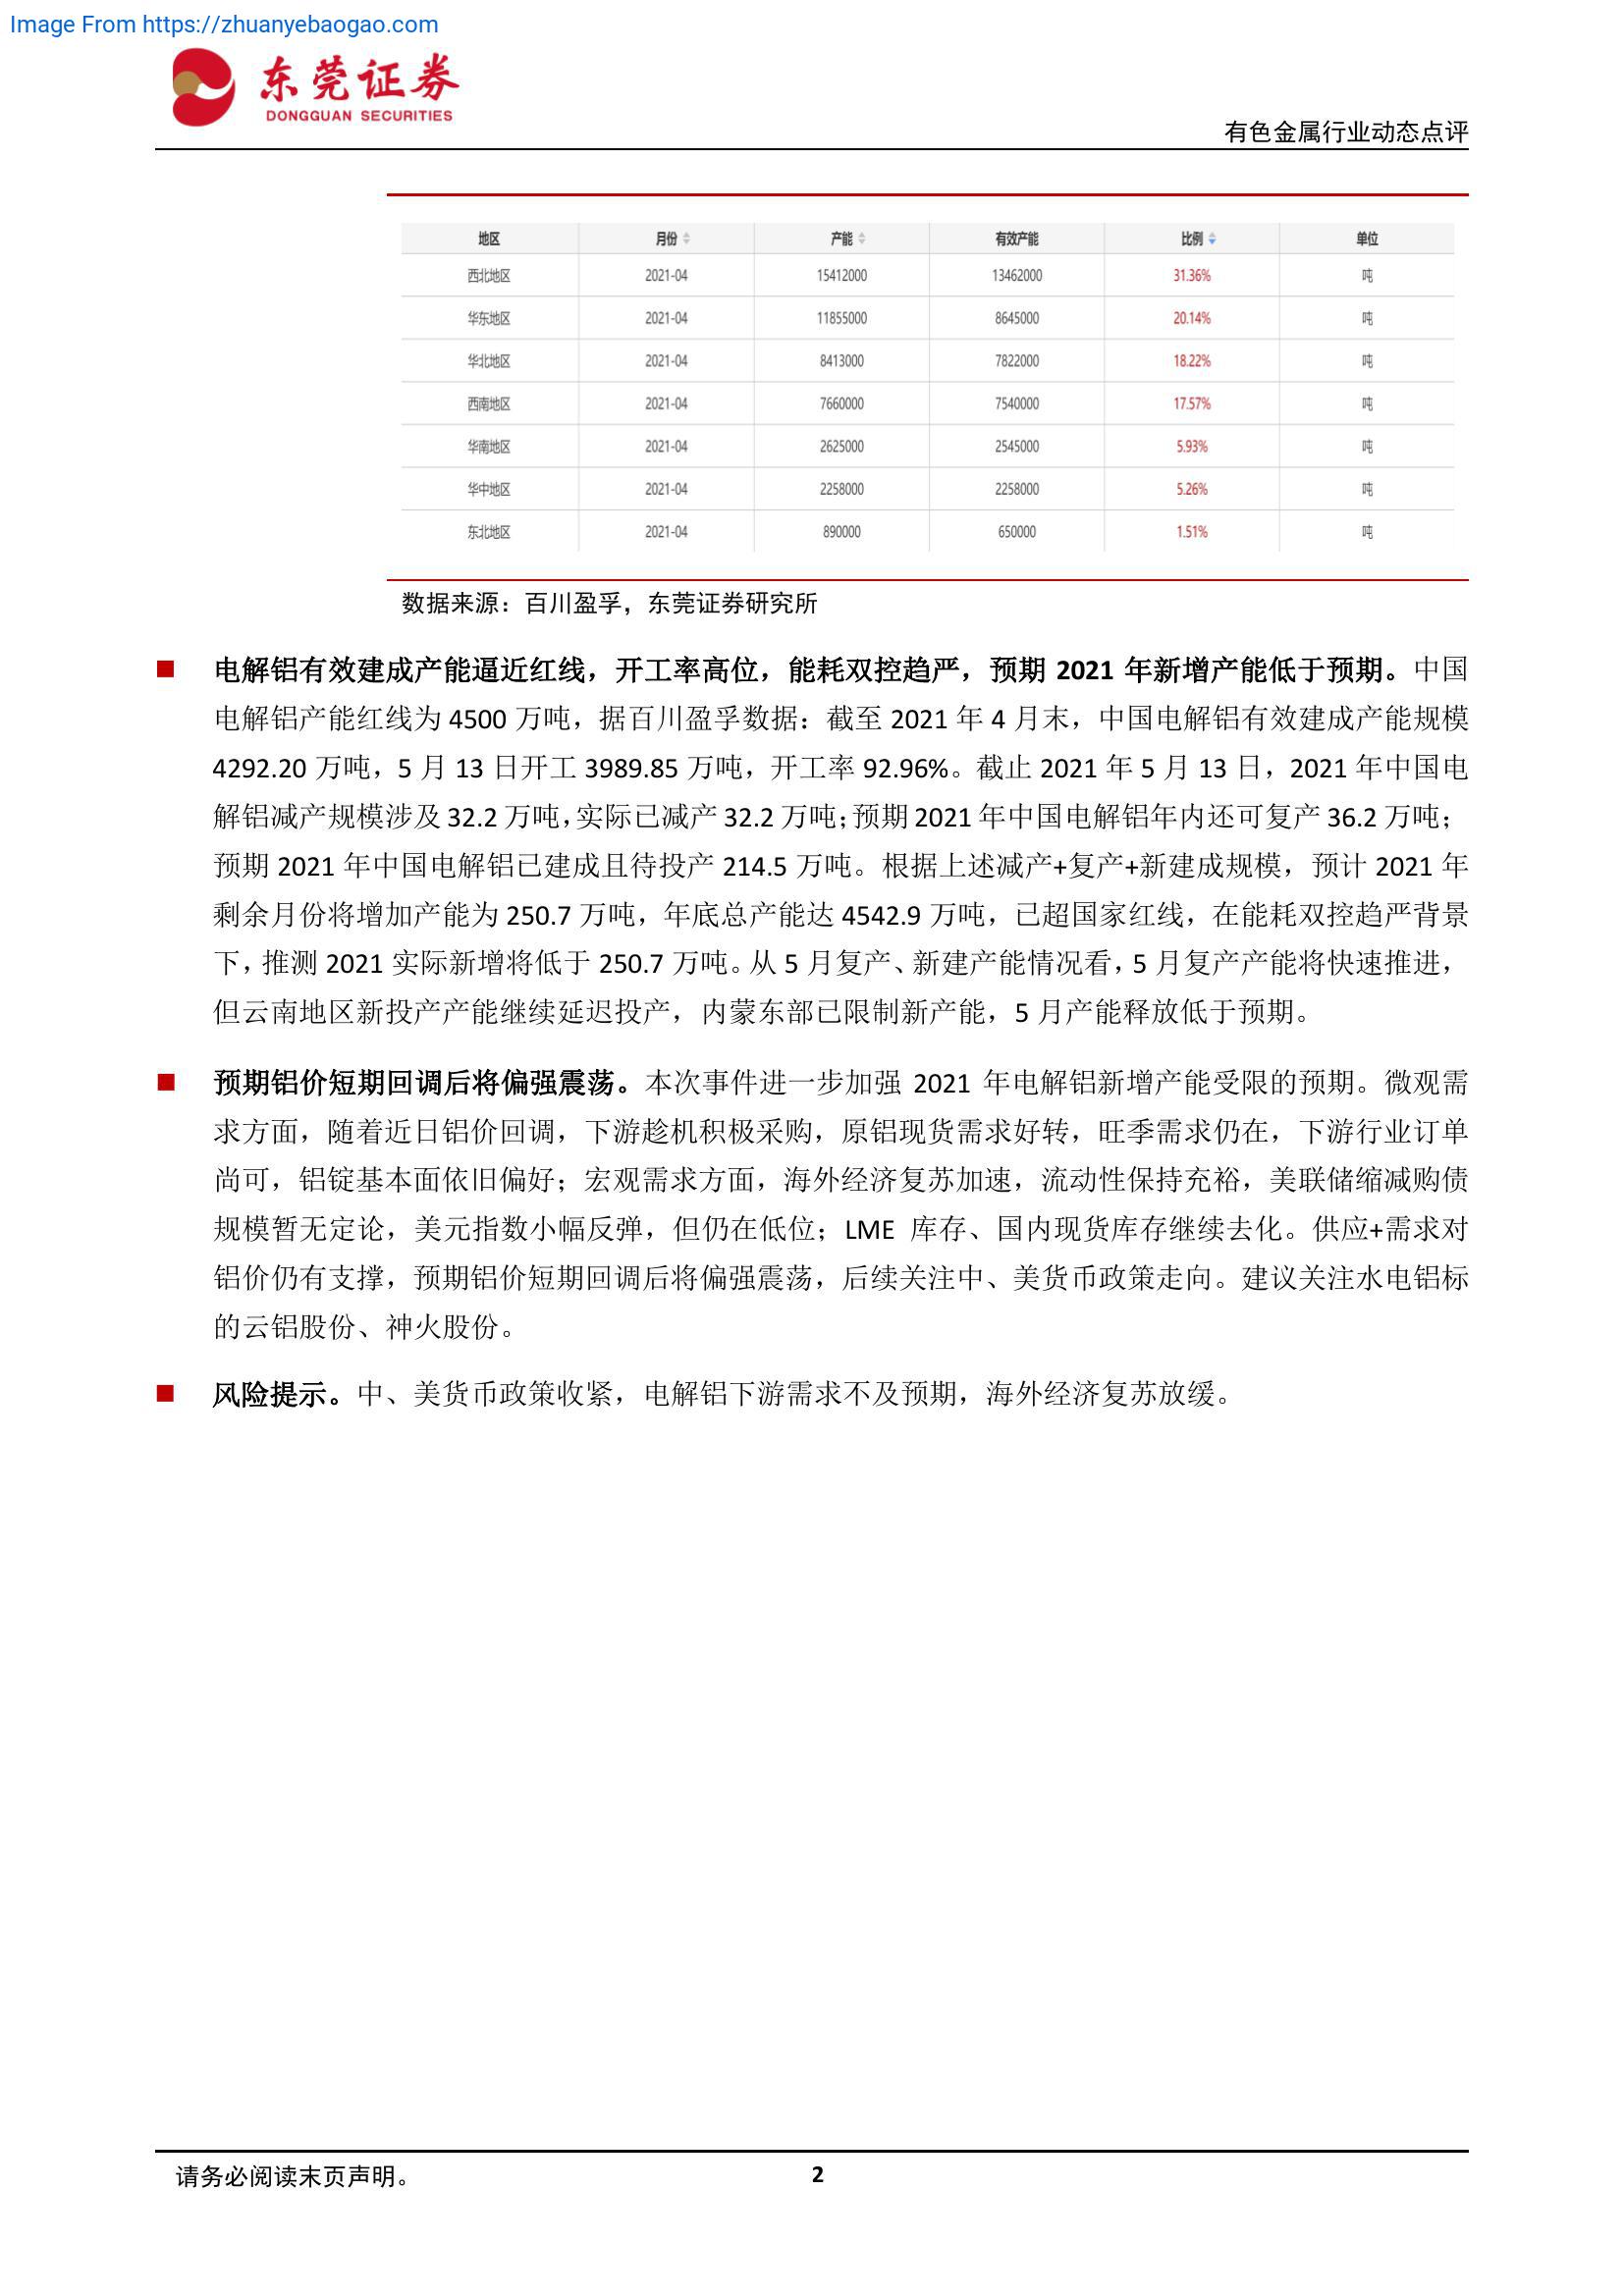 Image From https://zhuanyebaogao.com
东莞证券
DONGGUAN SECURITIES
有色金属行业动态点评
地区 月份 产能 有效产能 比例 单位
西北地区 2021-04 15412000 13462000 31.36% 吨
华东地区 2021-04 11855000 8645000 20.14% 吨
华北地区 2021-04 8413000 7822000 18.22% 吨
西南地区 2021-04 7660000 7540000 17.57% 吨
华南地区 2021-04 2625000 2545000 5.93% 吨
华中地区 2021-04 2258000 2258000 5.26% 吨
东北地区 2021-04 890000 650000 1.51% 吨
数据来源：百川盈孚，东莞证券研究所
电解铝有效建成产能逼近红线，开工率高位，能耗双控趋严，预期 2021 年新增产能低于预期。中国
电解铝产能红线为 4500 万吨，据百川盈孚数据：截至 2021 年 4 月末，中国电解铝有效建成产能规模
4292.20 万吨，5 月 13 日开工 3989.85 万吨，开工率 92.96%。截止 2021 年 5 月 13 日，2021 年中国电
解铝减产规模涉及 32.2 万吨，实际已减产 32.2 万吨；预期 2021 年中国电解铝年内还可复产 36.2 万吨；
预期 2021 年中国电解铝已建成且待投产 214.5 万吨。根据上述减产+复产+新建成规模，预计 2021 年
剩余月份将增加产能为 250.7 万吨，年底总产能达 4542.9 万吨，已超国家红线，在能耗双控趋严背景
下，推测 2021 实际新增将低于 250.7 万吨。从 5 月复产、新建产能情况看，5 月复产产能将快速推进，
但云南地区新投产产能继续延迟投产，内蒙东部已限制新产能，5 月产能释放低于预期。
预期铝价短期回调后将偏强震荡。本次事件进一步加强 2021 年电解铝新增产能受限的预期。微观需
求方面，随着近日铝价回调，下游趁机积极采购，原铝现货需求好转，旺季需求仍在，下游行业订单
尚可，铝锭基本面依旧偏好；宏观需求方面，海外经济复苏加速，流动性保持充裕，美联储缩减购债
规模暂无定论，美元指数小幅反弹，但仍在低位；LME 库存、国内现货库存继续去化。供应+需求对
铝价仍有支撑，预期铝价短期回调后将偏强震荡，后续关注中、美货币政策走向。建议关注水电铝标
的云铝股份、神火股份。
风险提示。中、美货币政策收紧，电解铝下游需求不及预期，海外经济复苏放缓。
请务必阅读末页声明。
2